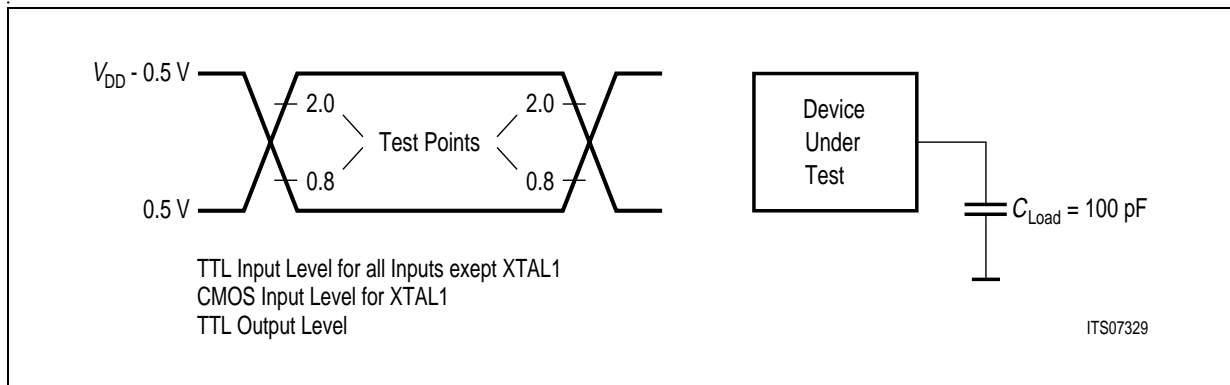 .
V_DD - 0.5 V
2.0
2.0
Test Points
0.8
0.8
0.5 V
Device
Under
Test
C_Load = 100 pF
TTL Input Level for all Inputs exept XTAL1
CMOS Input Level for XTAL1
TTL Output Level
ITS07329